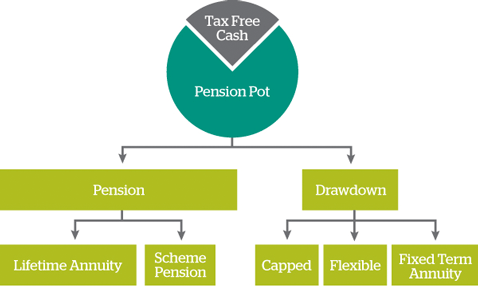 Tax Free
Cash
Pension Pot
Pension
Drawdown
Lifetime Annuity
Scheme
Pension
Capped
Flexible
Fixed Term
Annuity